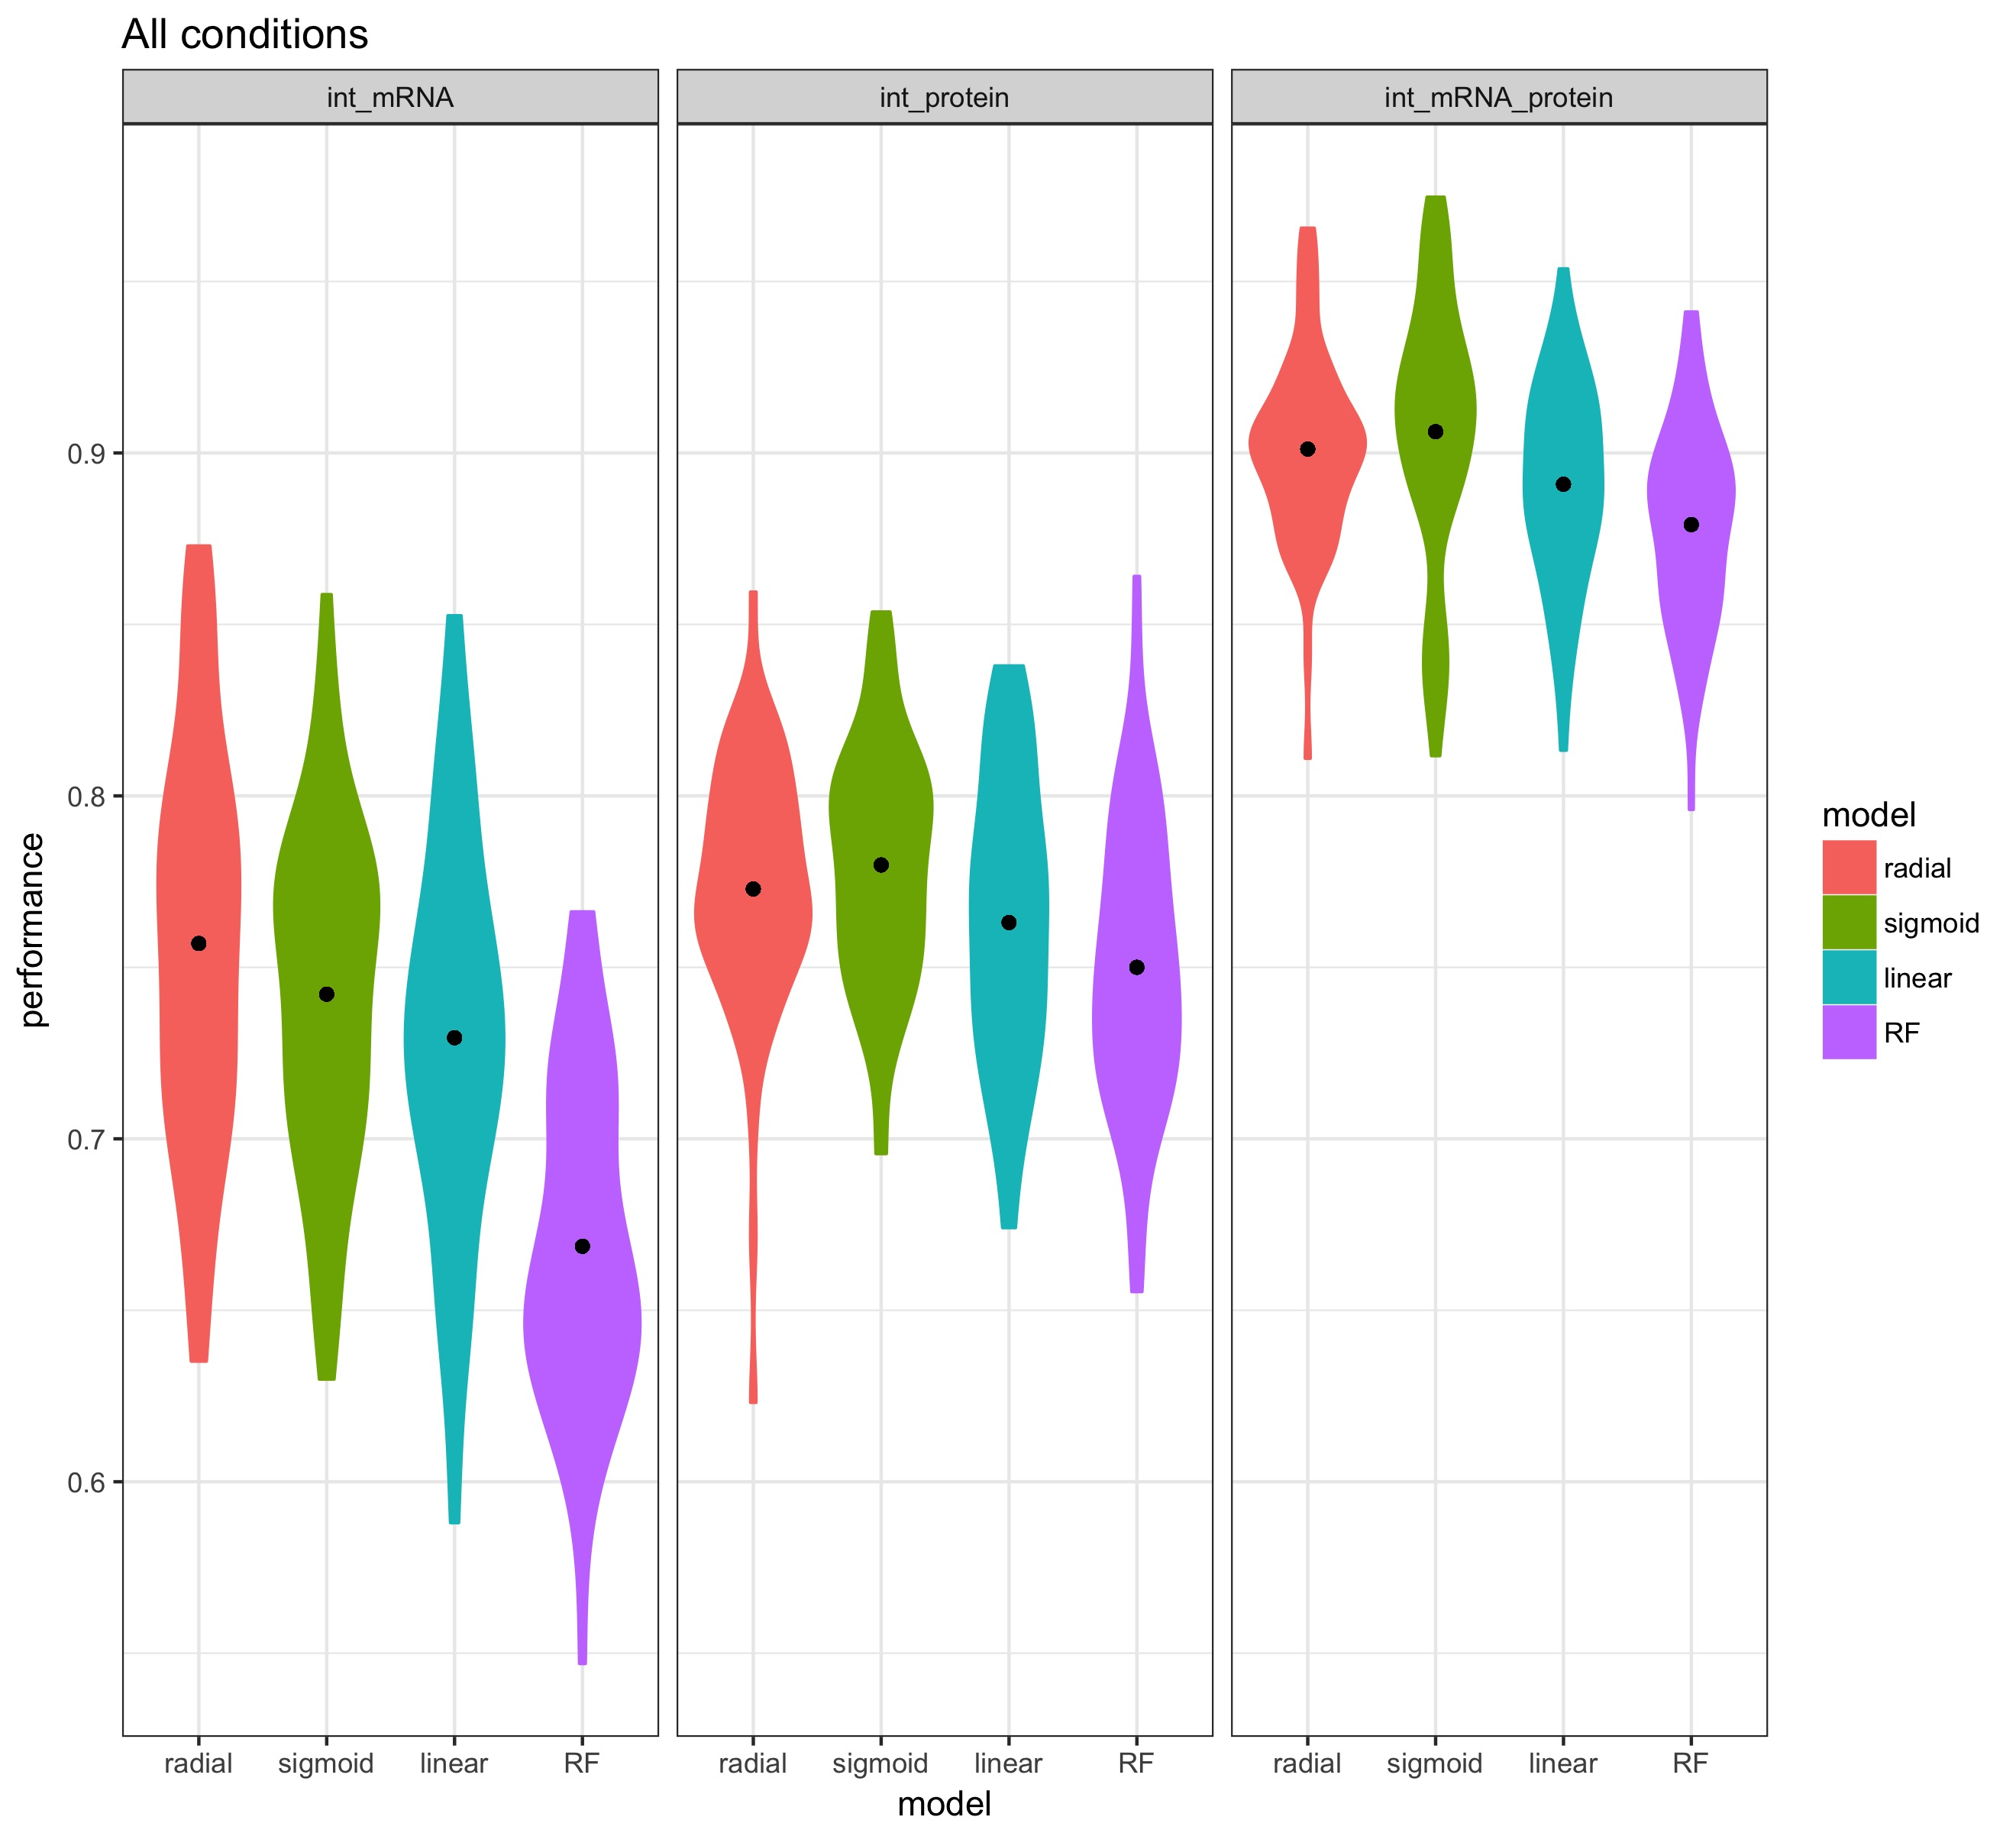 All conditions
int_mRNA
int_protein
int_mRNA_protein
performance
0.9
0.8
0.7
0.6
radial
sigmoid
linear
RF
radial
sigmoid
linear
RF
radial
sigmoid
linear
RF
model
model
radial
sigmoid
linear
RF